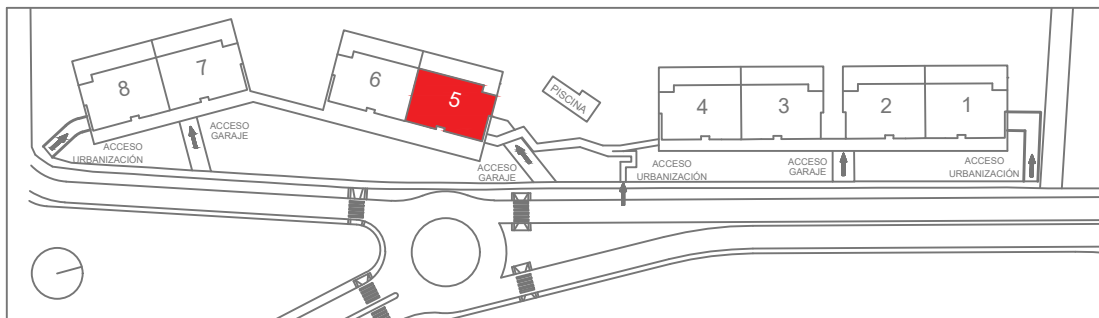 8
7
6
5
PISCINA
4
3
2
1
ACCESO
GARAJE
ACCESO
URBANIZACIÓN
ACCESO
GARAJE
ACCESO
URBANIZACIÓN
ACCESO
GARAJE
ACCESO
URBANIZACIÓN